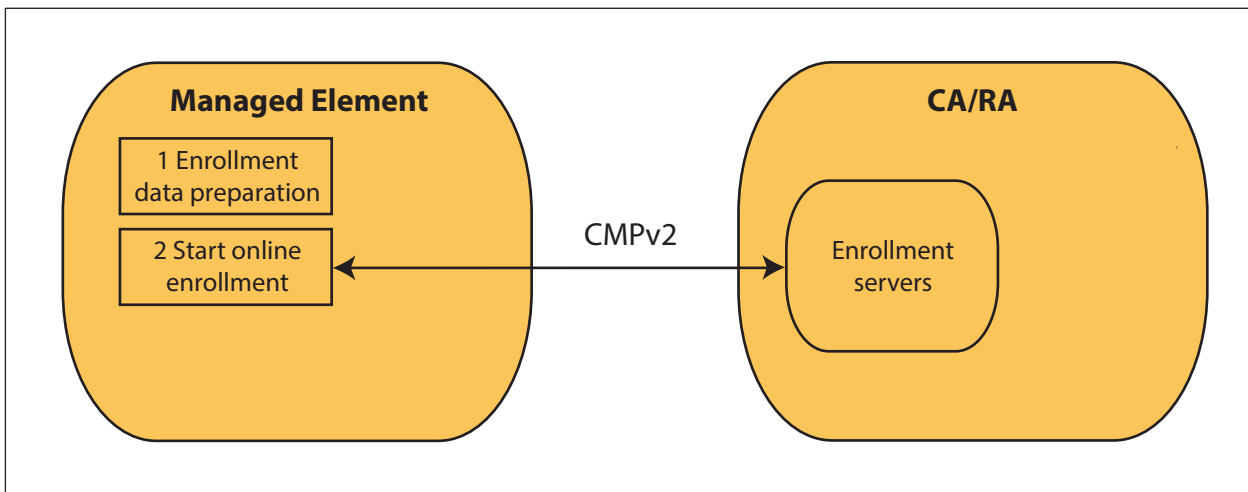 Managed Element
1 Enrollment
data preparation
2 Start online
enrollment
CMPv2
CA/RA
Enrollment
servers